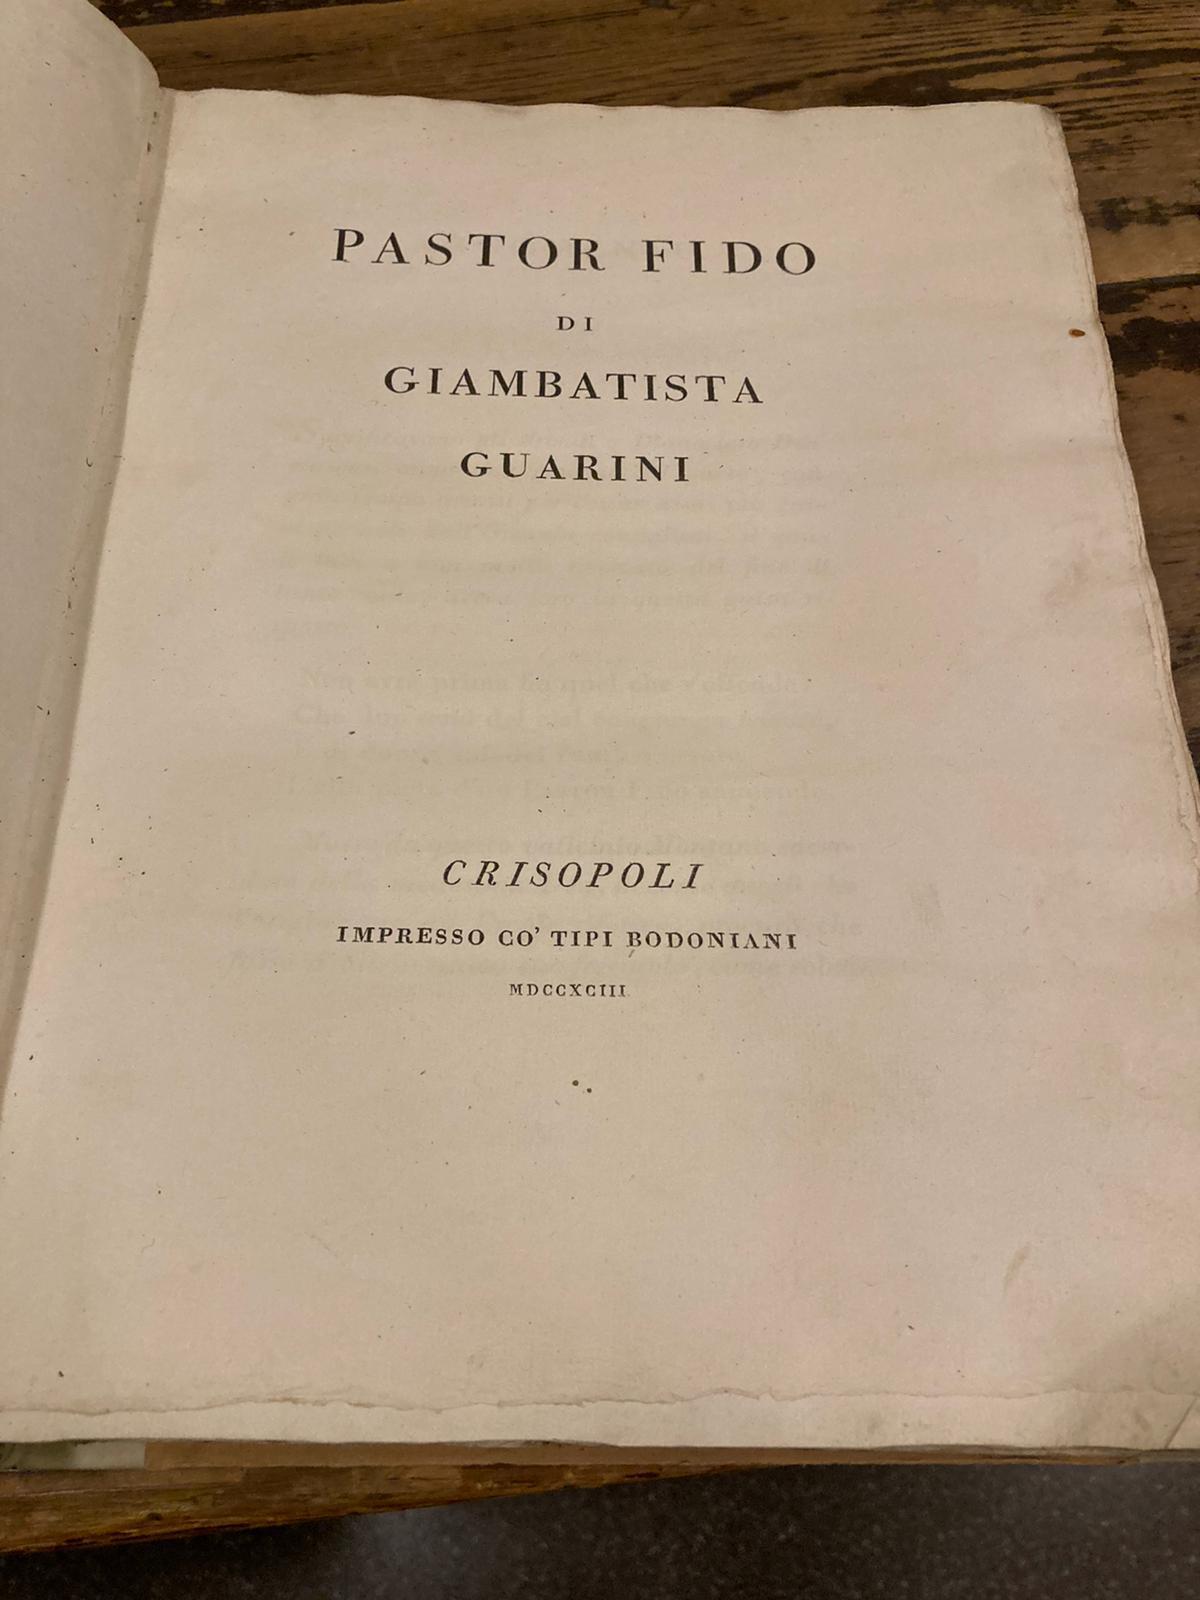 PASTOR FIDO
DI
GIAMBATISTA
GUARINI
CRISOPOLI
IMPRESSO CO' TIPI BODONIANI
MDCCXCIII